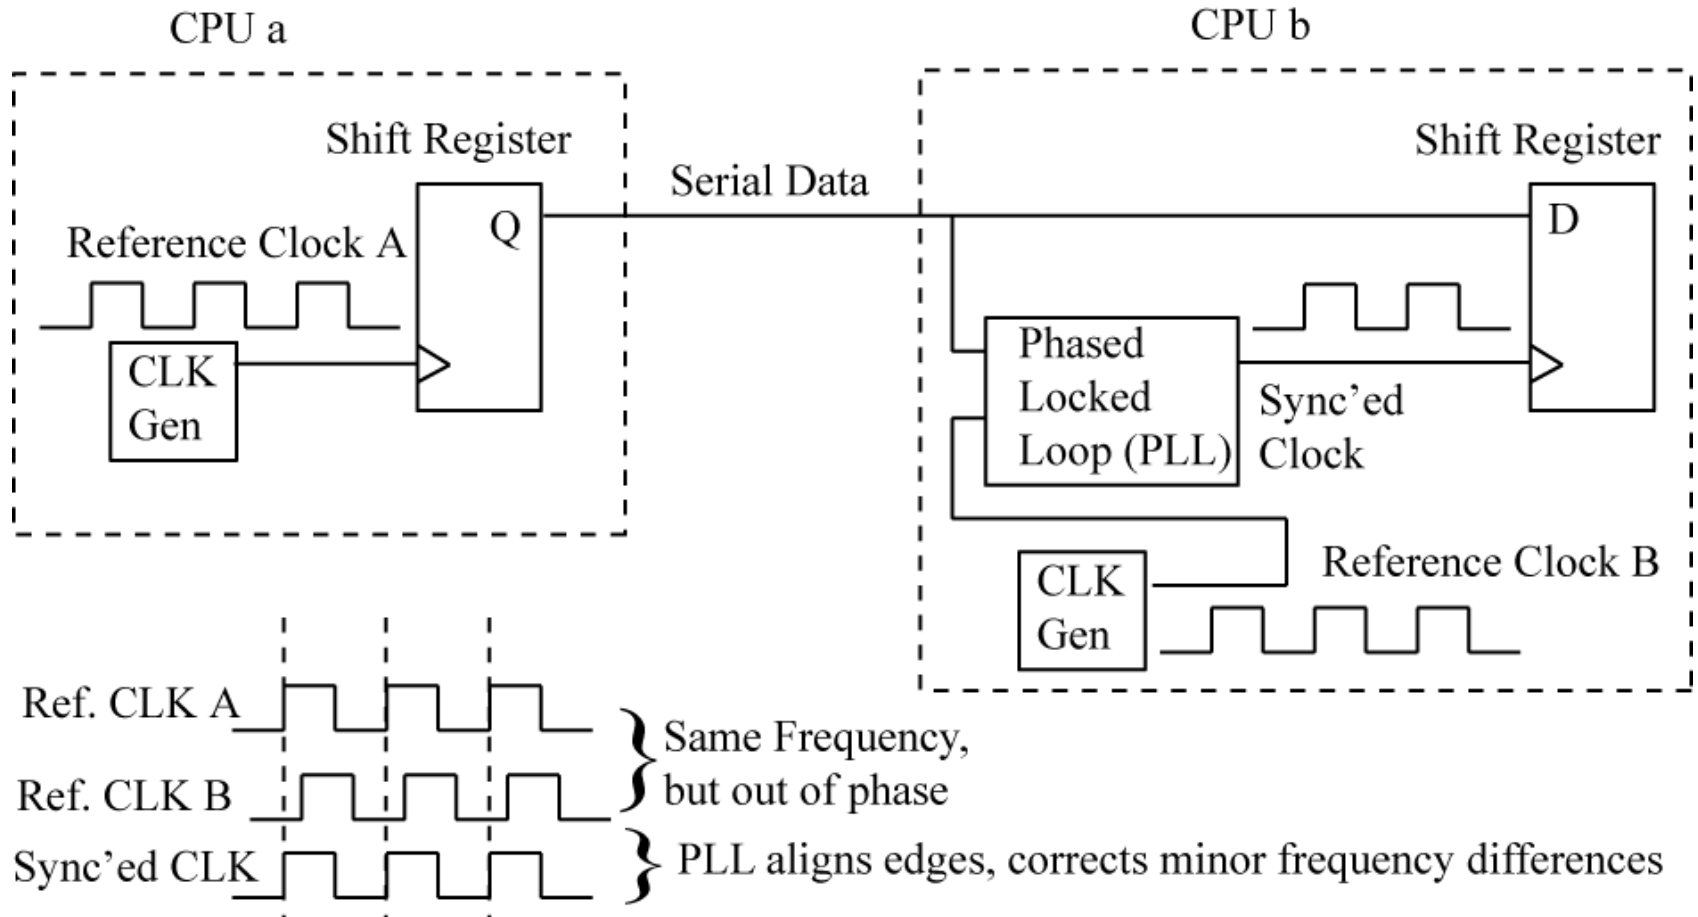 CPU a
CPU b
Shift Register
Shift Register
Serial Data
Q
D
Reference Clock A
CLK
Gen
Phased
Locked
Loop (PLL)
Sync’ed
Clock
CLK
Gen
Reference Clock B
Ref. CLK A
Ref. CLK B
Sync’ed CLK
Same Frequency,
but out of phase
PLL aligns edges, corrects minor frequency differences